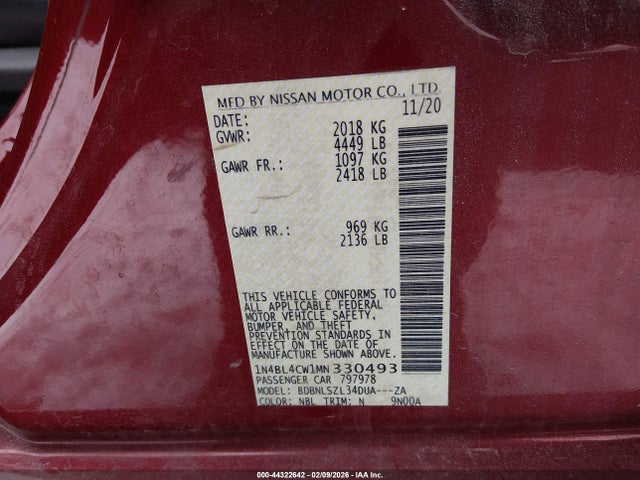 MFD BY NISSAN MOTOR CO., LTD.
DATE: 11/20
GVWR: 2018 KG
4449 LB
GAWR FR.: 1097 KG
2418 LB
GAWR RR.: 969 KG
2136 LB
THIS VEHICLE CONFORMS TO
ALL APPLICABLE FEDERAL
MOTOR VEHICLE SAFETY,
BUMPER, AND THEFT
PREVENTION STANDARDS IN
EFFECT ON THE DATE OF
MANUFACTURE SHOWN ABOVE.
1N4BL4CW1MN330493
PASSENGER CAR 797978
MODEL: BDBNLSZL34DUA---ZA
COLOR: NBL TRIM: N 9N00A
000-44322642 | 02/09/2026 | IAA Inc.